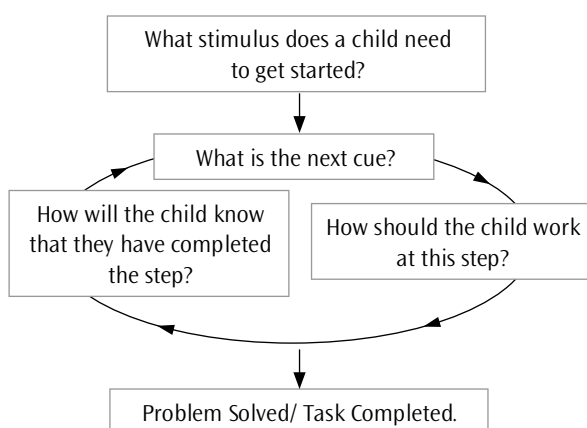 What stimulus does a child need
to get started?
What is the next cue?
How will the child know
that they have completed
the step?
How should the child work
at this step?
Problem Solved/ Task Completed.